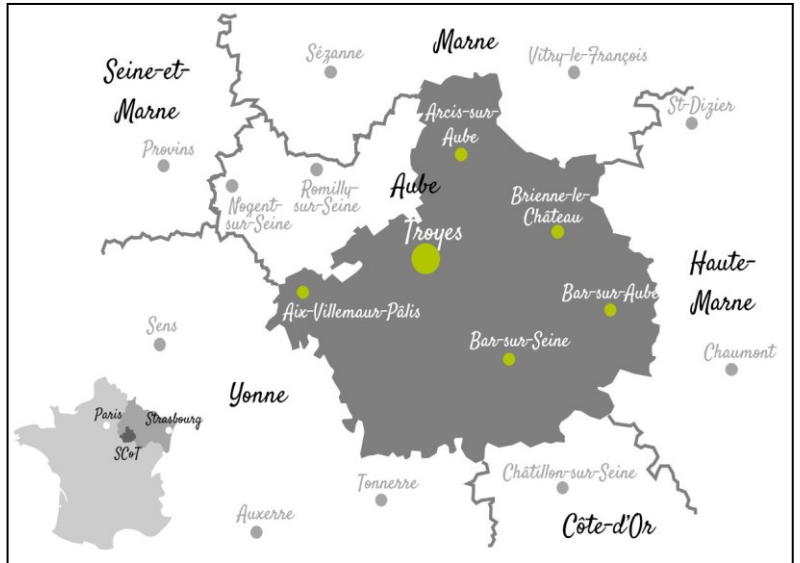 Marne
Sézanne
Vitry-le-François
Seine-et-
Marne
St-Dizier
Arcis-sur-
Aube
Provins
Aube
Romilly-
sur-Seine
Nogent-
sur-Seine
Brienne-le-
Château
Troyes
Haute-
Marne
Bar-sur-Aube
Aix-Villemaur-Pâlis
Sens
Bar-sur-Seine
Chaumont
Yonne
Paris
Strasbourg
SCoT
Tonnerre
Châtillon-sur-Seine
Auxerre
Côte-d'Or